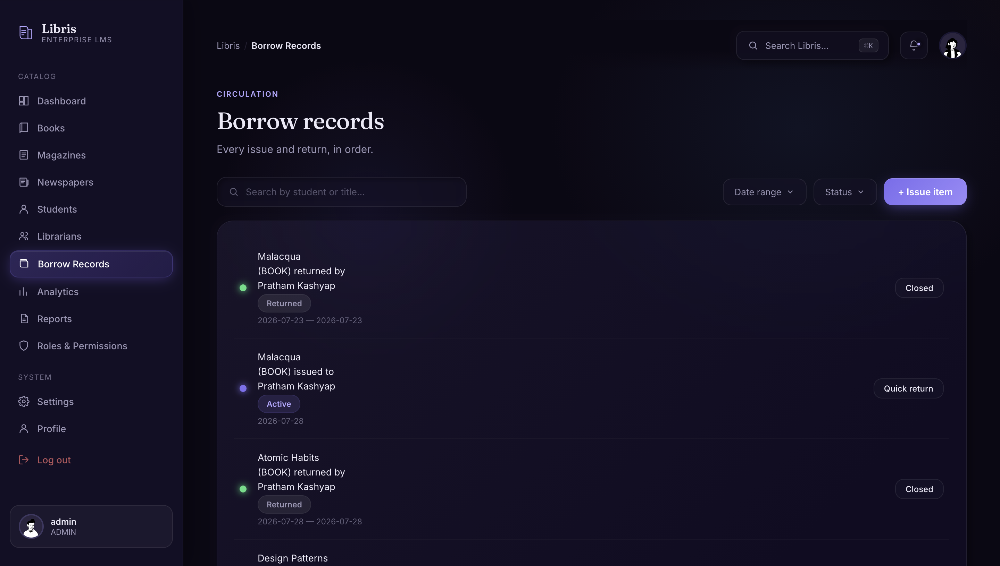 Libris
ENTERPRISE LMS
CATALOG
Dashboard
Books
Magazines
Newspapers
Students
Librarians
Borrow Records
Analytics
Reports
Roles & Permissions
SYSTEM
Settings
Profile
Log out
admin
ADMIN
Libris / Borrow Records
Search Libris...
⌘K
CIRCULATION
Borrow records
Every issue and return, in order.
Search by student or title...
Date range
Status
+ Issue item
Malacqua
(BOOK) returned by
Pratham Kashyap
Returned
2026-07-23 — 2026-07-23
Closed
Malacqua
(BOOK) issued to
Pratham Kashyap
Active
2026-07-28
Quick return
Atomic Habits
(BOOK) returned by
Pratham Kashyap
Returned
2026-07-28 — 2026-07-28
Closed
Design Patterns